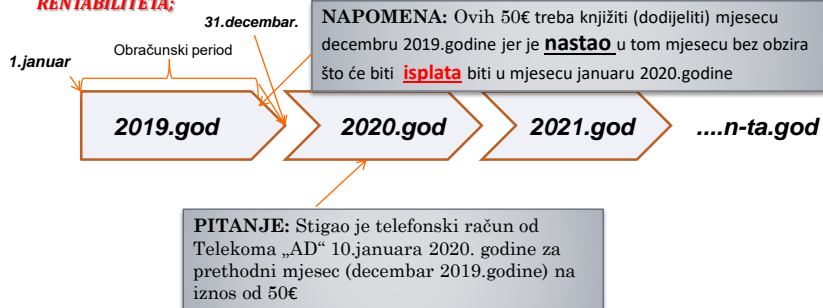 RENTABILITETA;
31.decembar.
Obračunski period
1.januar
NAPOMENA: Ovih 50€ treba knjižiti (dodijeliti) mjesecu
decembru 2019.godine jer je nastao u tom mjesecu bez obzira
što će biti isplata biti u mjesecu januaru 2020.godine
2019.god
2020.god
2021.god
....n-ta.god
PITANJE: Stigao je telefonski račun od
Telekoma „AD“ 10.januara 2020. godine za
prethodni mjesec (decembar 2019.godine) na
iznos od 50€